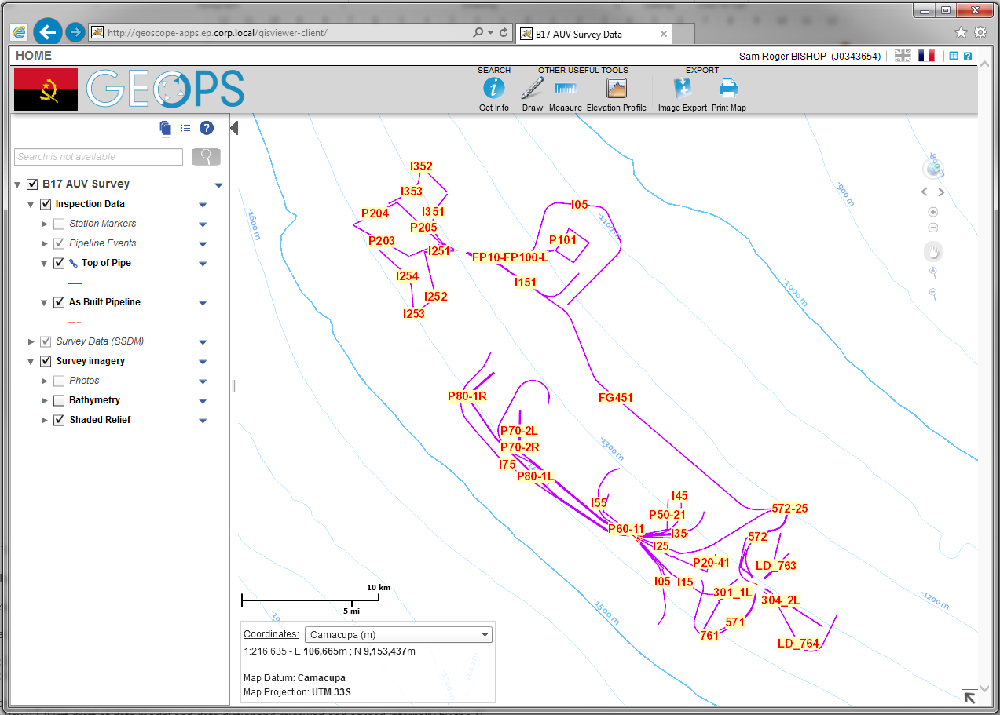 http://geoscope-apps.ep.corp.local/gisviewer-client/
B17 AUV Survey Data
HOME
Sam Roger BISHOP (J0343654)
GEOPS
SEARCH
OTHER USEFUL TOOLS
EXPORT
Get Info
Draw
Measure
Elevation Profile
Image Export
Print Map
Search is not available
B17 AUV Survey
Inspection Data
Station Markers
Pipeline Events
Top of Pipe
As Built Pipeline
Survey Data (SSDM)
Survey imagery
Photos
Bathymetry
Shaded Relief
I352
I353
I351
P204
P205
P203
I251
I254
I252
I253
I05
P101
FP10-FP100-L
I151
FG451
P80-1R
P70-2L
P70-2R
I75
P80-1L
I55
I45
P50-21
P60-11
I35
I25
572-25
572
P20-41
LD_763
I05
I15
301_1L
304_2L
571
761
LD_764
-1600 m
-1100 m
-800 m
-900 m
-1000 m
-1300 m
-1500 m
-1200 m
-1700 m
10 km
5 mi
Coordinates:
Camacupa (m)
1:216,635 - E 106,665m ; N 9,153,437m
Map Datum: Camacupa
Map Projection: UTM 33S